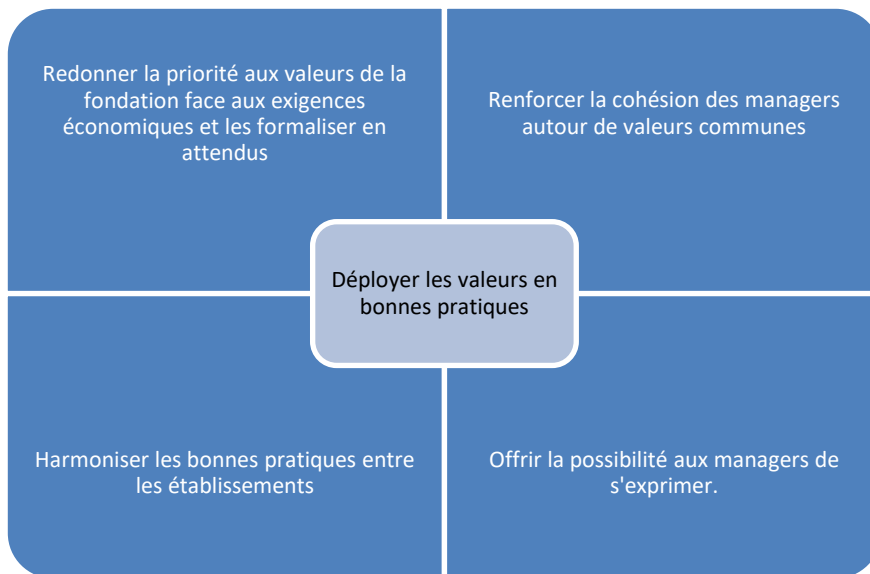 Redonner la priorité aux valeurs de la
fondation face aux exigences
économiques et les formaliser en
attendus
Renforcer la cohésion des managers
autour de valeurs communes
Déployer les valeurs en
bonnes pratiques
Harmoniser les bonnes pratiques entre
les établissements
Offrir la possibilité aux managers de
s'exprimer.